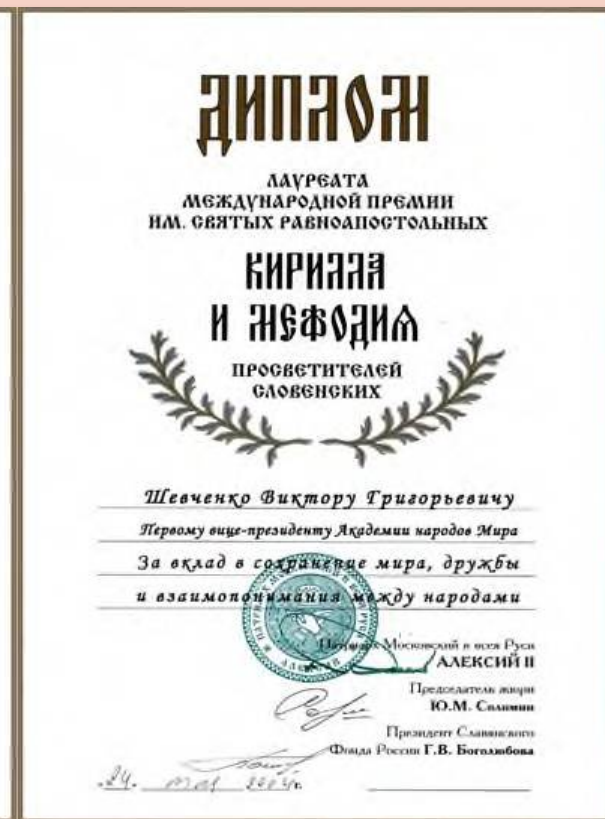 ДИПЛОМ
ЛАУРЕАТА
МЕЖДУНАРОДНОЙ ПРЕМИИ
ИМ. СВЯТЫХ РАВНОАПОСТОЛЬНЫХ
КИРИЛЛА
И МЕФОДИЯ
ПРОСВЕТИТЕЛЕЙ
СЛОВЕНСКИХ
Шевченко Виктору Григорьевичу
Первому вице-президенту Академии народов Мира
За вклад в сохранение мира, дружбы
и взаимопонимания между народами
Патриарх Московский и всея Руси
АЛЕКСИЙ II
Председатель жюри
Ю.М. Соломин
Президент Славянского
Фонда России Г.В. Боголюбова
"24" мая г.